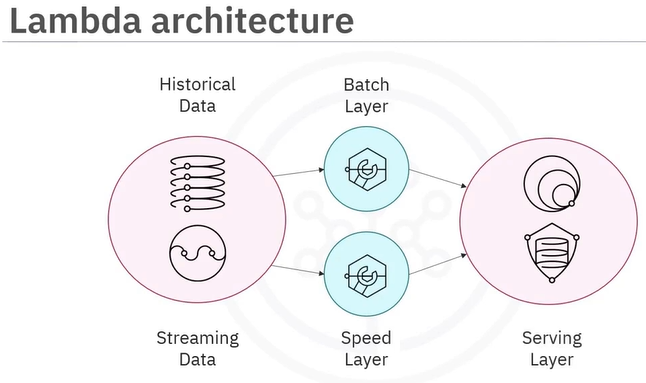 Lambda architecture
Historical
Data
Batch
Layer
Streaming
Data
Speed
Layer
Serving
Layer